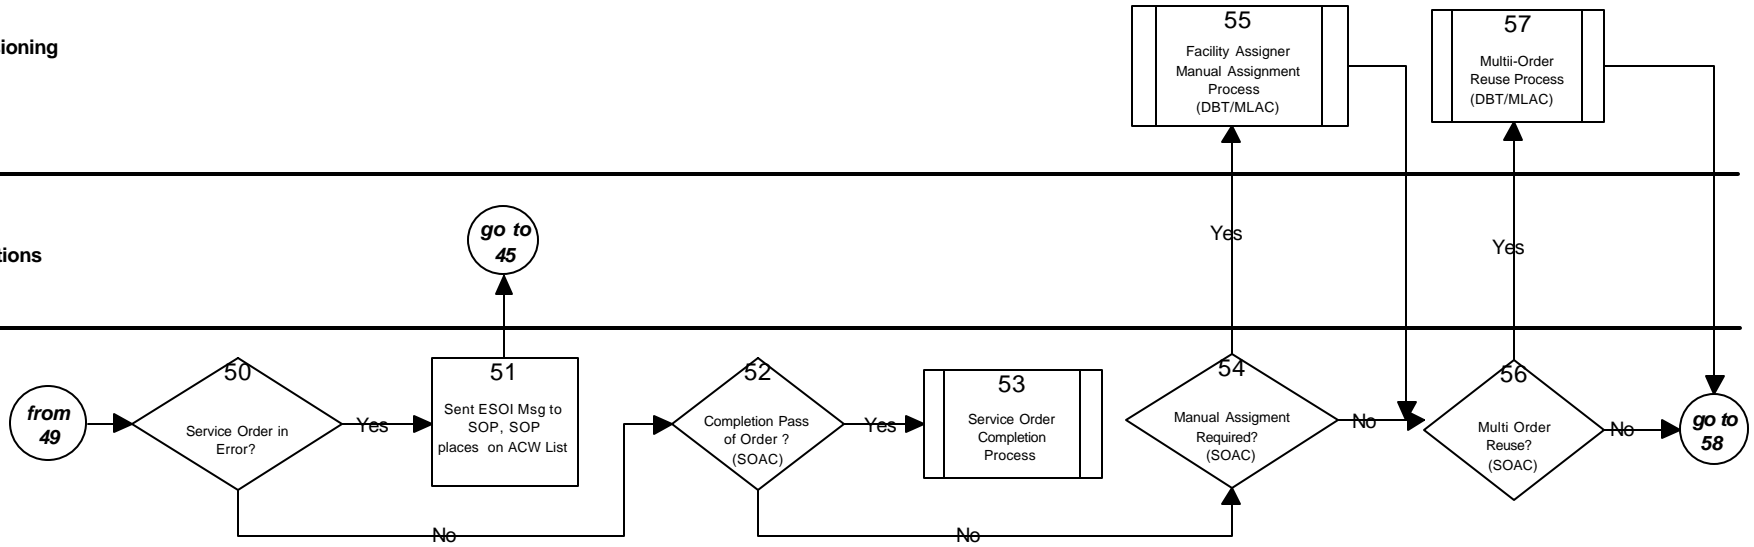 ioning
55
Facility Assigner
Manual Assignment
Process
(DBT/MLAC)
57
Multii-Order
Reuse Process
(DBT/MLAC)
tions
go to
45
Yes
Yes
from
49
50
Service Order in
Error?
Yes
No
51
Sent ESOI Msg to
SOP, SOP
places on ACW List
52
Completion Pass
of Order ?
(SOAC)
Yes
No
53
Service Order
Completion
Process
54
Manual Assigment
Required?
(SOAC)
No
56
Multi Order
Reuse?
(SOAC)
No
go to
58